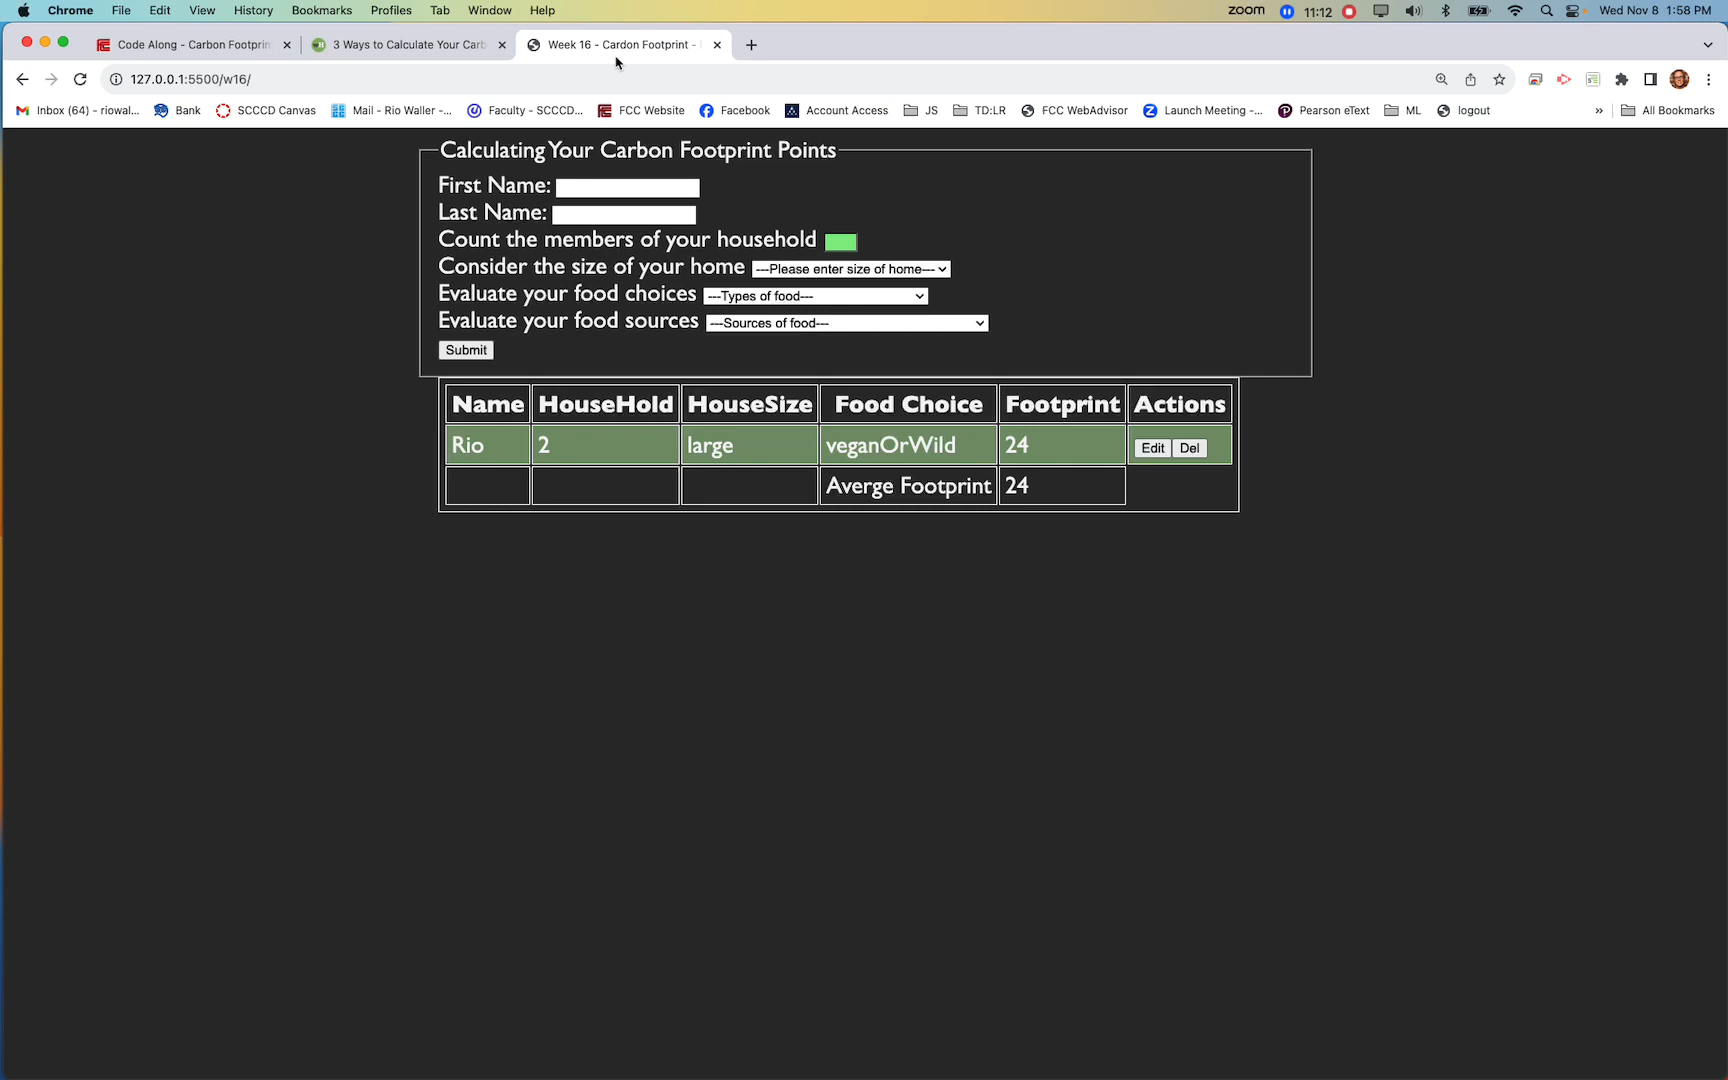 Chrome File Edit View History Bookmarks Profiles Tab Window Help zoom 11:12 Wed Nov 8 1:58 PM
Code Along - Carbon Footprin 3 Ways to Calculate Your Carb Week 16 - Cardon Footprint -
127.0.0.1:5500/w16/
Inbox (64) - riowal... Bank SCCCD Canvas Mail - Rio Waller -... Faculty - SCCCD... FCC Website Facebook Account Access JS TD:LR FCC WebAdvisor Launch Meeting -... Pearson eText ML logout » All Bookmarks
Calculating Your Carbon Footprint Points
First Name:
Last Name:
Count the members of your household
Consider the size of your home ---Please enter size of home---
Evaluate your food choices ---Types of food---
Evaluate your food sources ---Sources of food---
Submit
Name HouseHold HouseSize Food Choice Footprint Actions
Rio 2 large veganOrWild 24 Edit Del
Averge Footprint 24